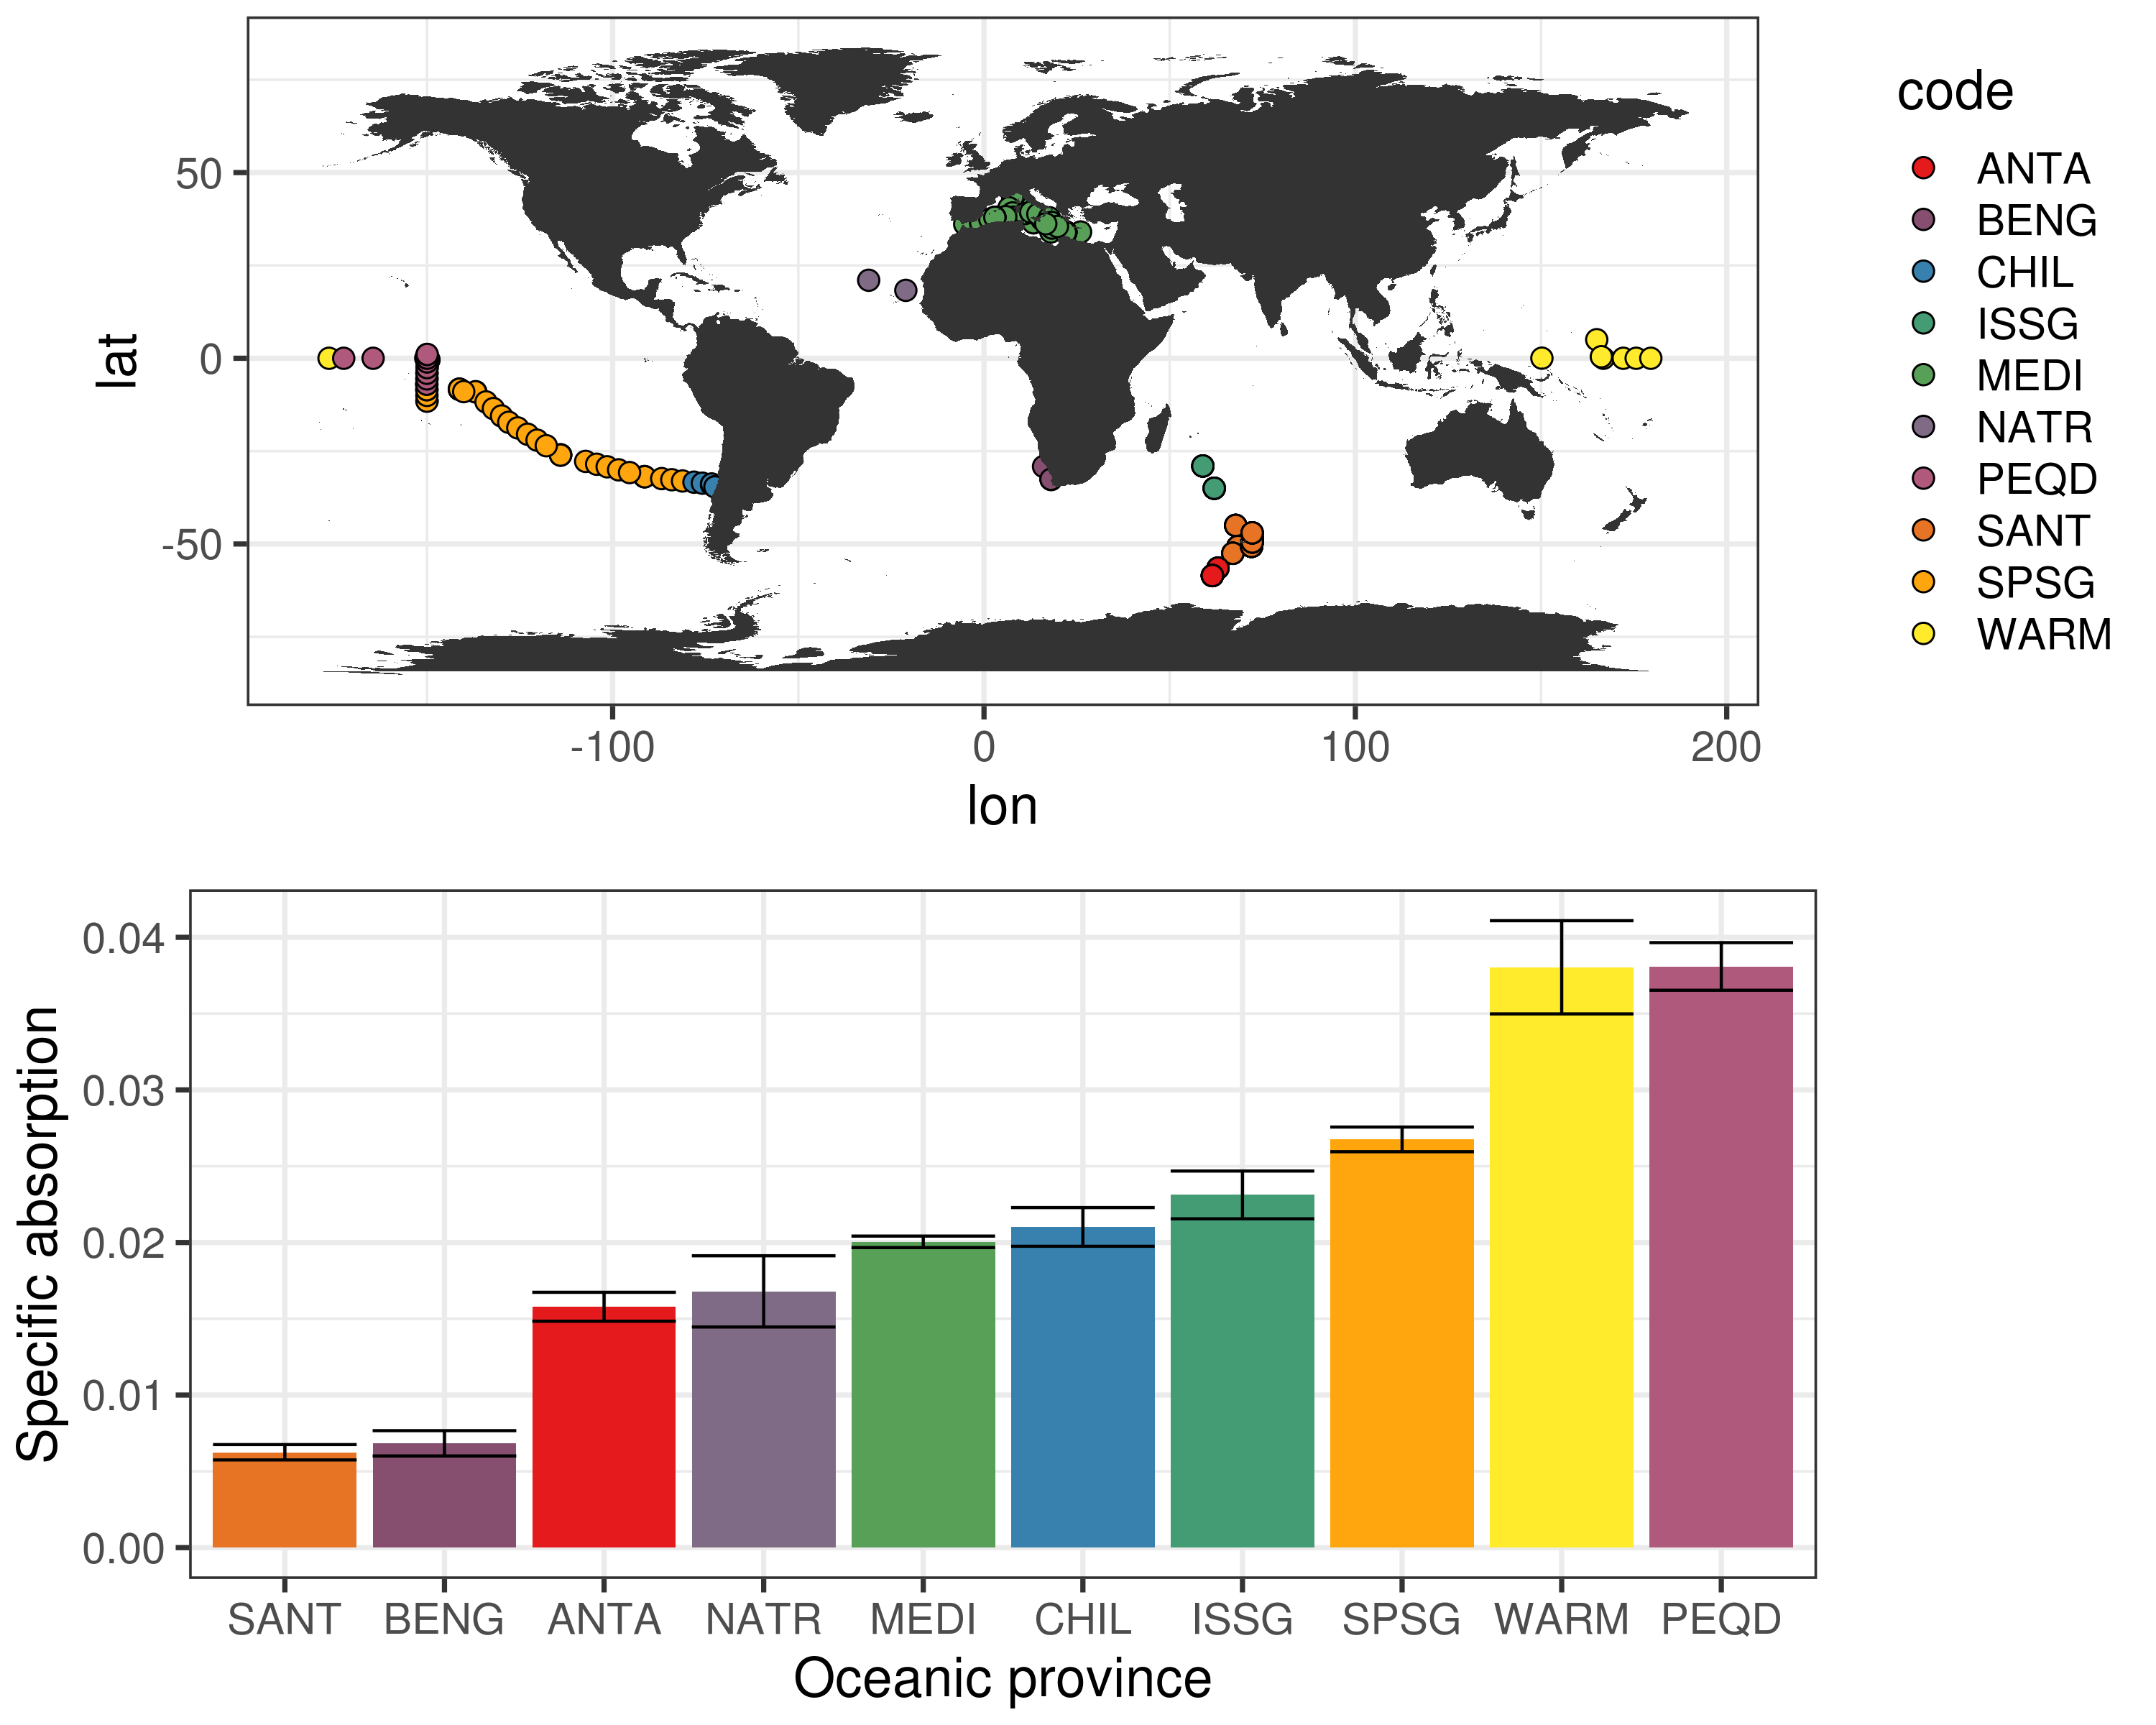 code
ANTA
BENG
CHIL
ISSG
MEDI
NATR
PEQD
SANT
SPSG
WARM
50
0
-50
lat
-100 0 100 200
lon
0.04
0.03
0.02
0.01
0.00
Specific absorption
SANT BENG ANTA NATR MEDI CHIL ISSG SPSG WARM PEQD
Oceanic province